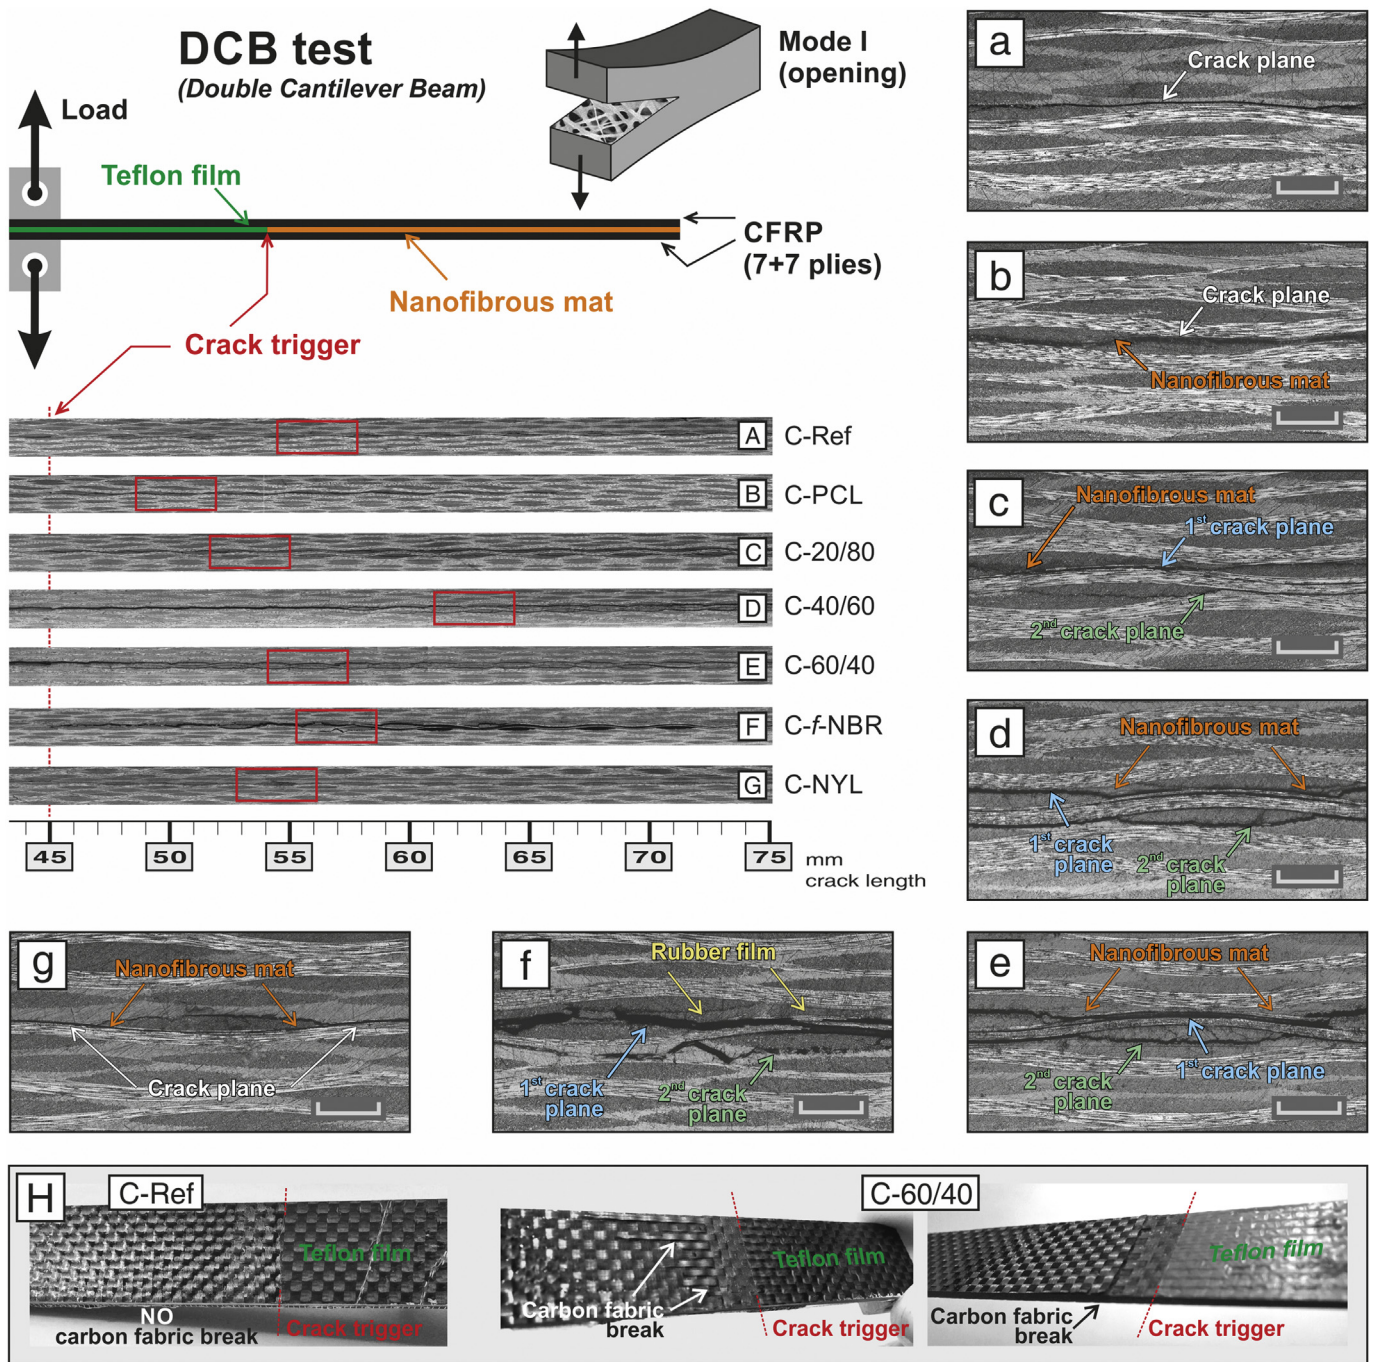 DCB test
(Double Cantilever Beam)
Mode I
(opening)
Load
Teflon film
CFRP
(7+7 plies)
Nanofibrous mat
Crack trigger
A C-Ref
B C-PCL
C C-20/80
D C-40/60
E C-60/40
F C-f-NBR
G C-NYL
45 50 55 60 65 70 75 mm
crack length
a
Crack plane
b
Crack plane
Nanofibrous mat
c
Nanofibrous mat
1st crack plane
2nd crack plane
d
Nanofibrous mat
1st crack
plane
2nd crack
plane
g
Nanofibrous mat
Crack plane
f
Rubber film
1st crack
plane
2nd crack
plane
e
Nanofibrous mat
2nd crack
plane
1st crack plane
H
C-Ref
Teflon film
NO
carbon fabric break
Crack trigger
C-60/40
Teflon film
Carbon fabric
break
Crack trigger
Teflon film
Carbon fabric
break
Crack trigger